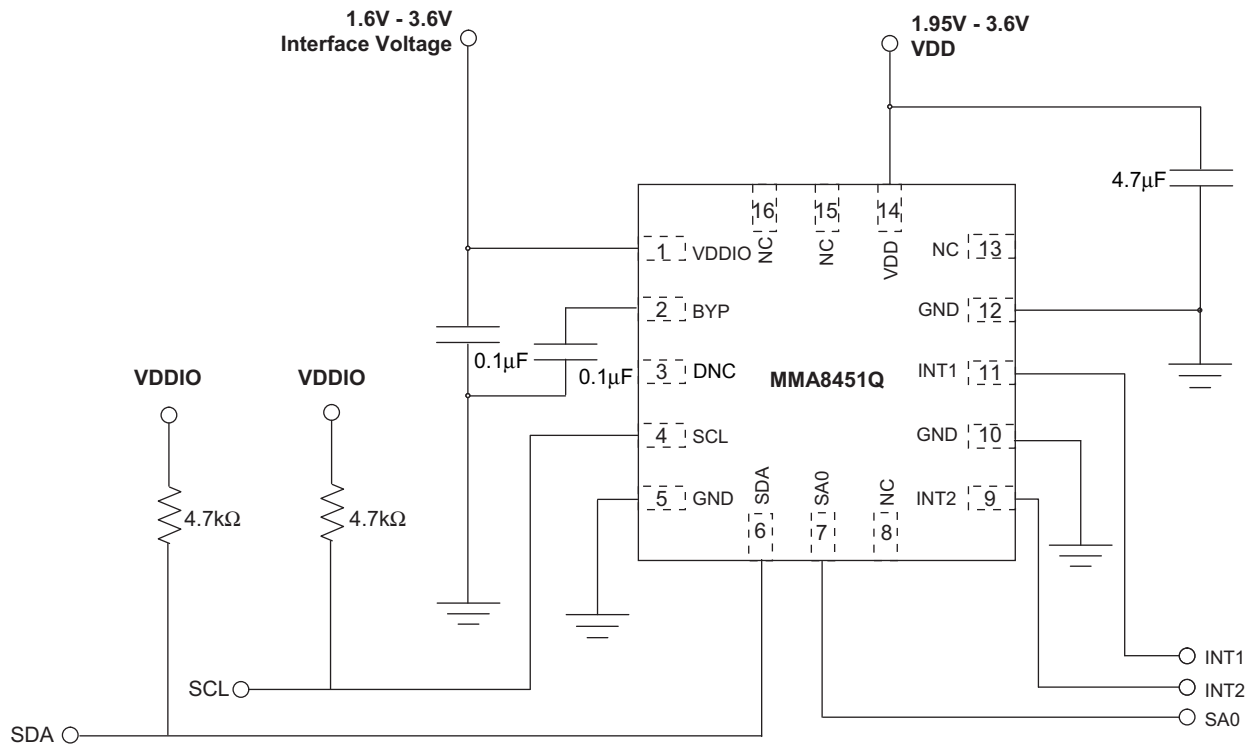 1.6V - 3.6V
Interface Voltage
1.95V - 3.6V
VDD
4.7μF
16
15
14
NC
NC
VDD
1
VDDIO
NC
13
2
BYP
GND
12
0.1μF
0.1μF
3
DNC
MMA8451Q
INT1
11
VDDIO
VDDIO
4
SCL
GND
10
5
GND
SDA
SA0
NC
INT2
9
6
7
8
4.7kΩ
4.7kΩ
INT1
SCL
INT2
SA0
SDA